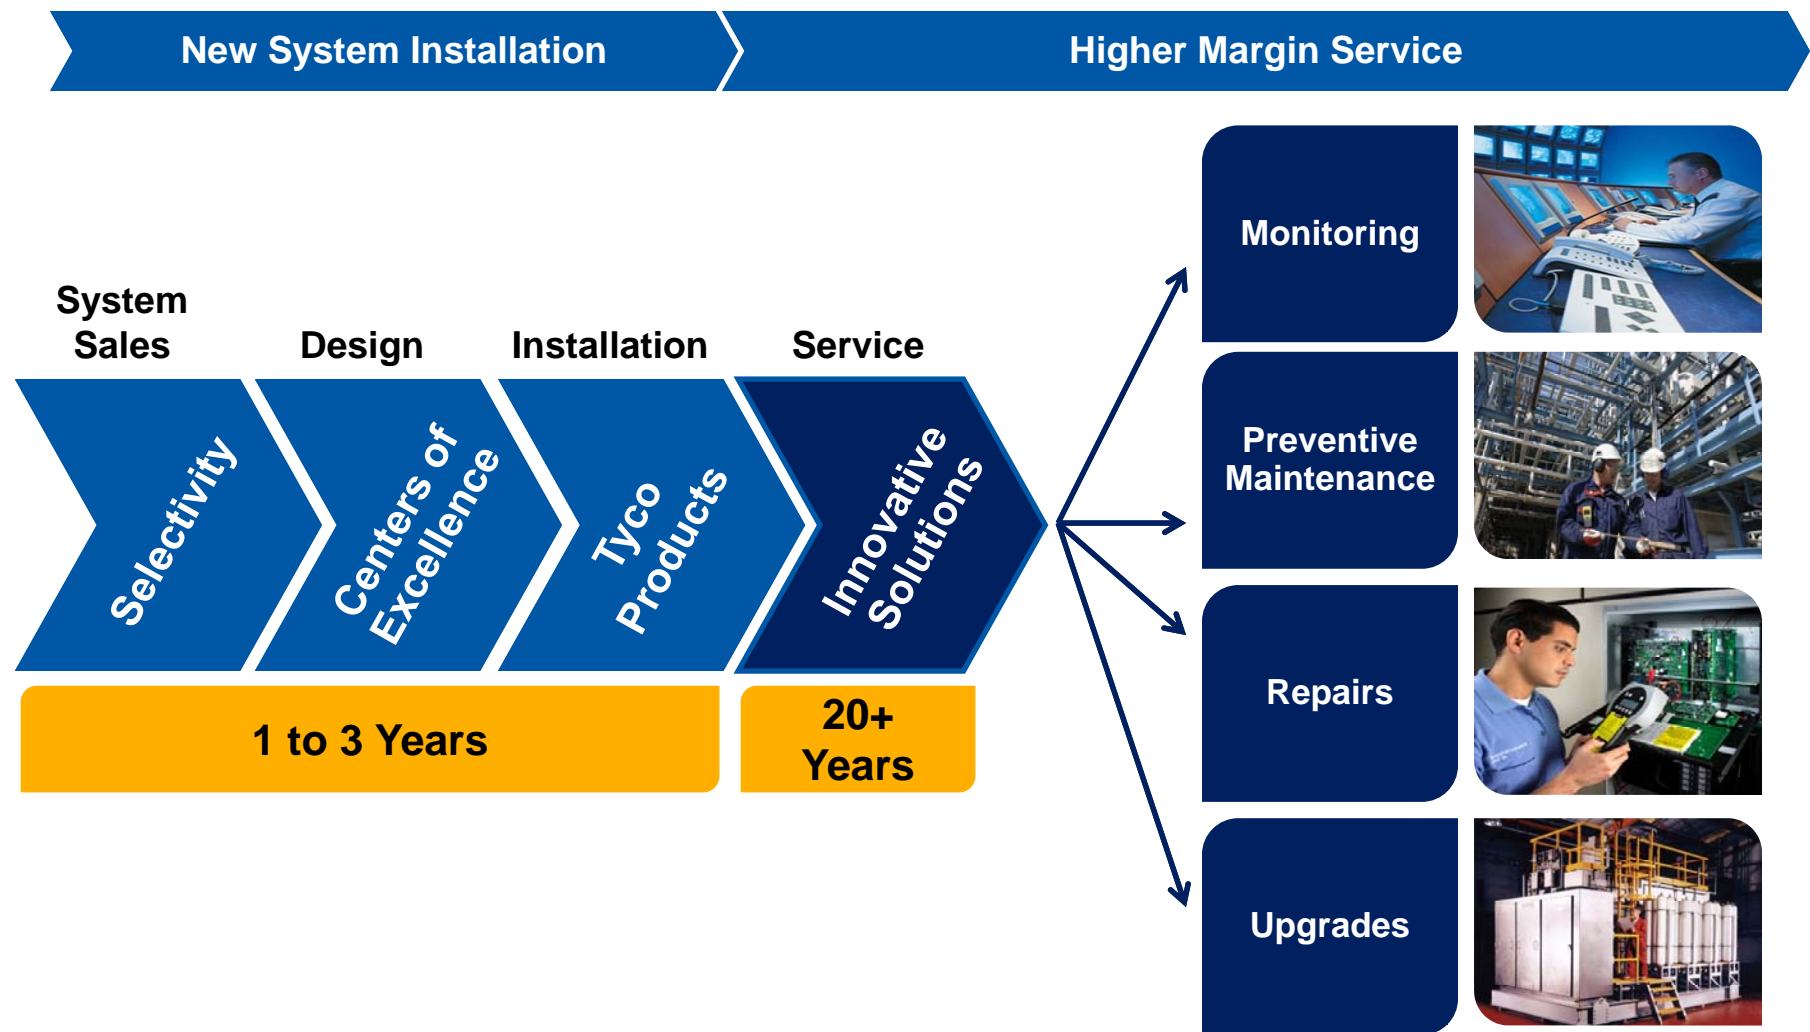 New System Installation
Higher Margin Service
System
Sales
Design
Installation
Service
Selectivity
Centers of
Excellence
Tyco
Products
Innovative
Solutions
1 to 3 Years
20+
Years
Monitoring
Preventive
Maintenance
Repairs
Upgrades